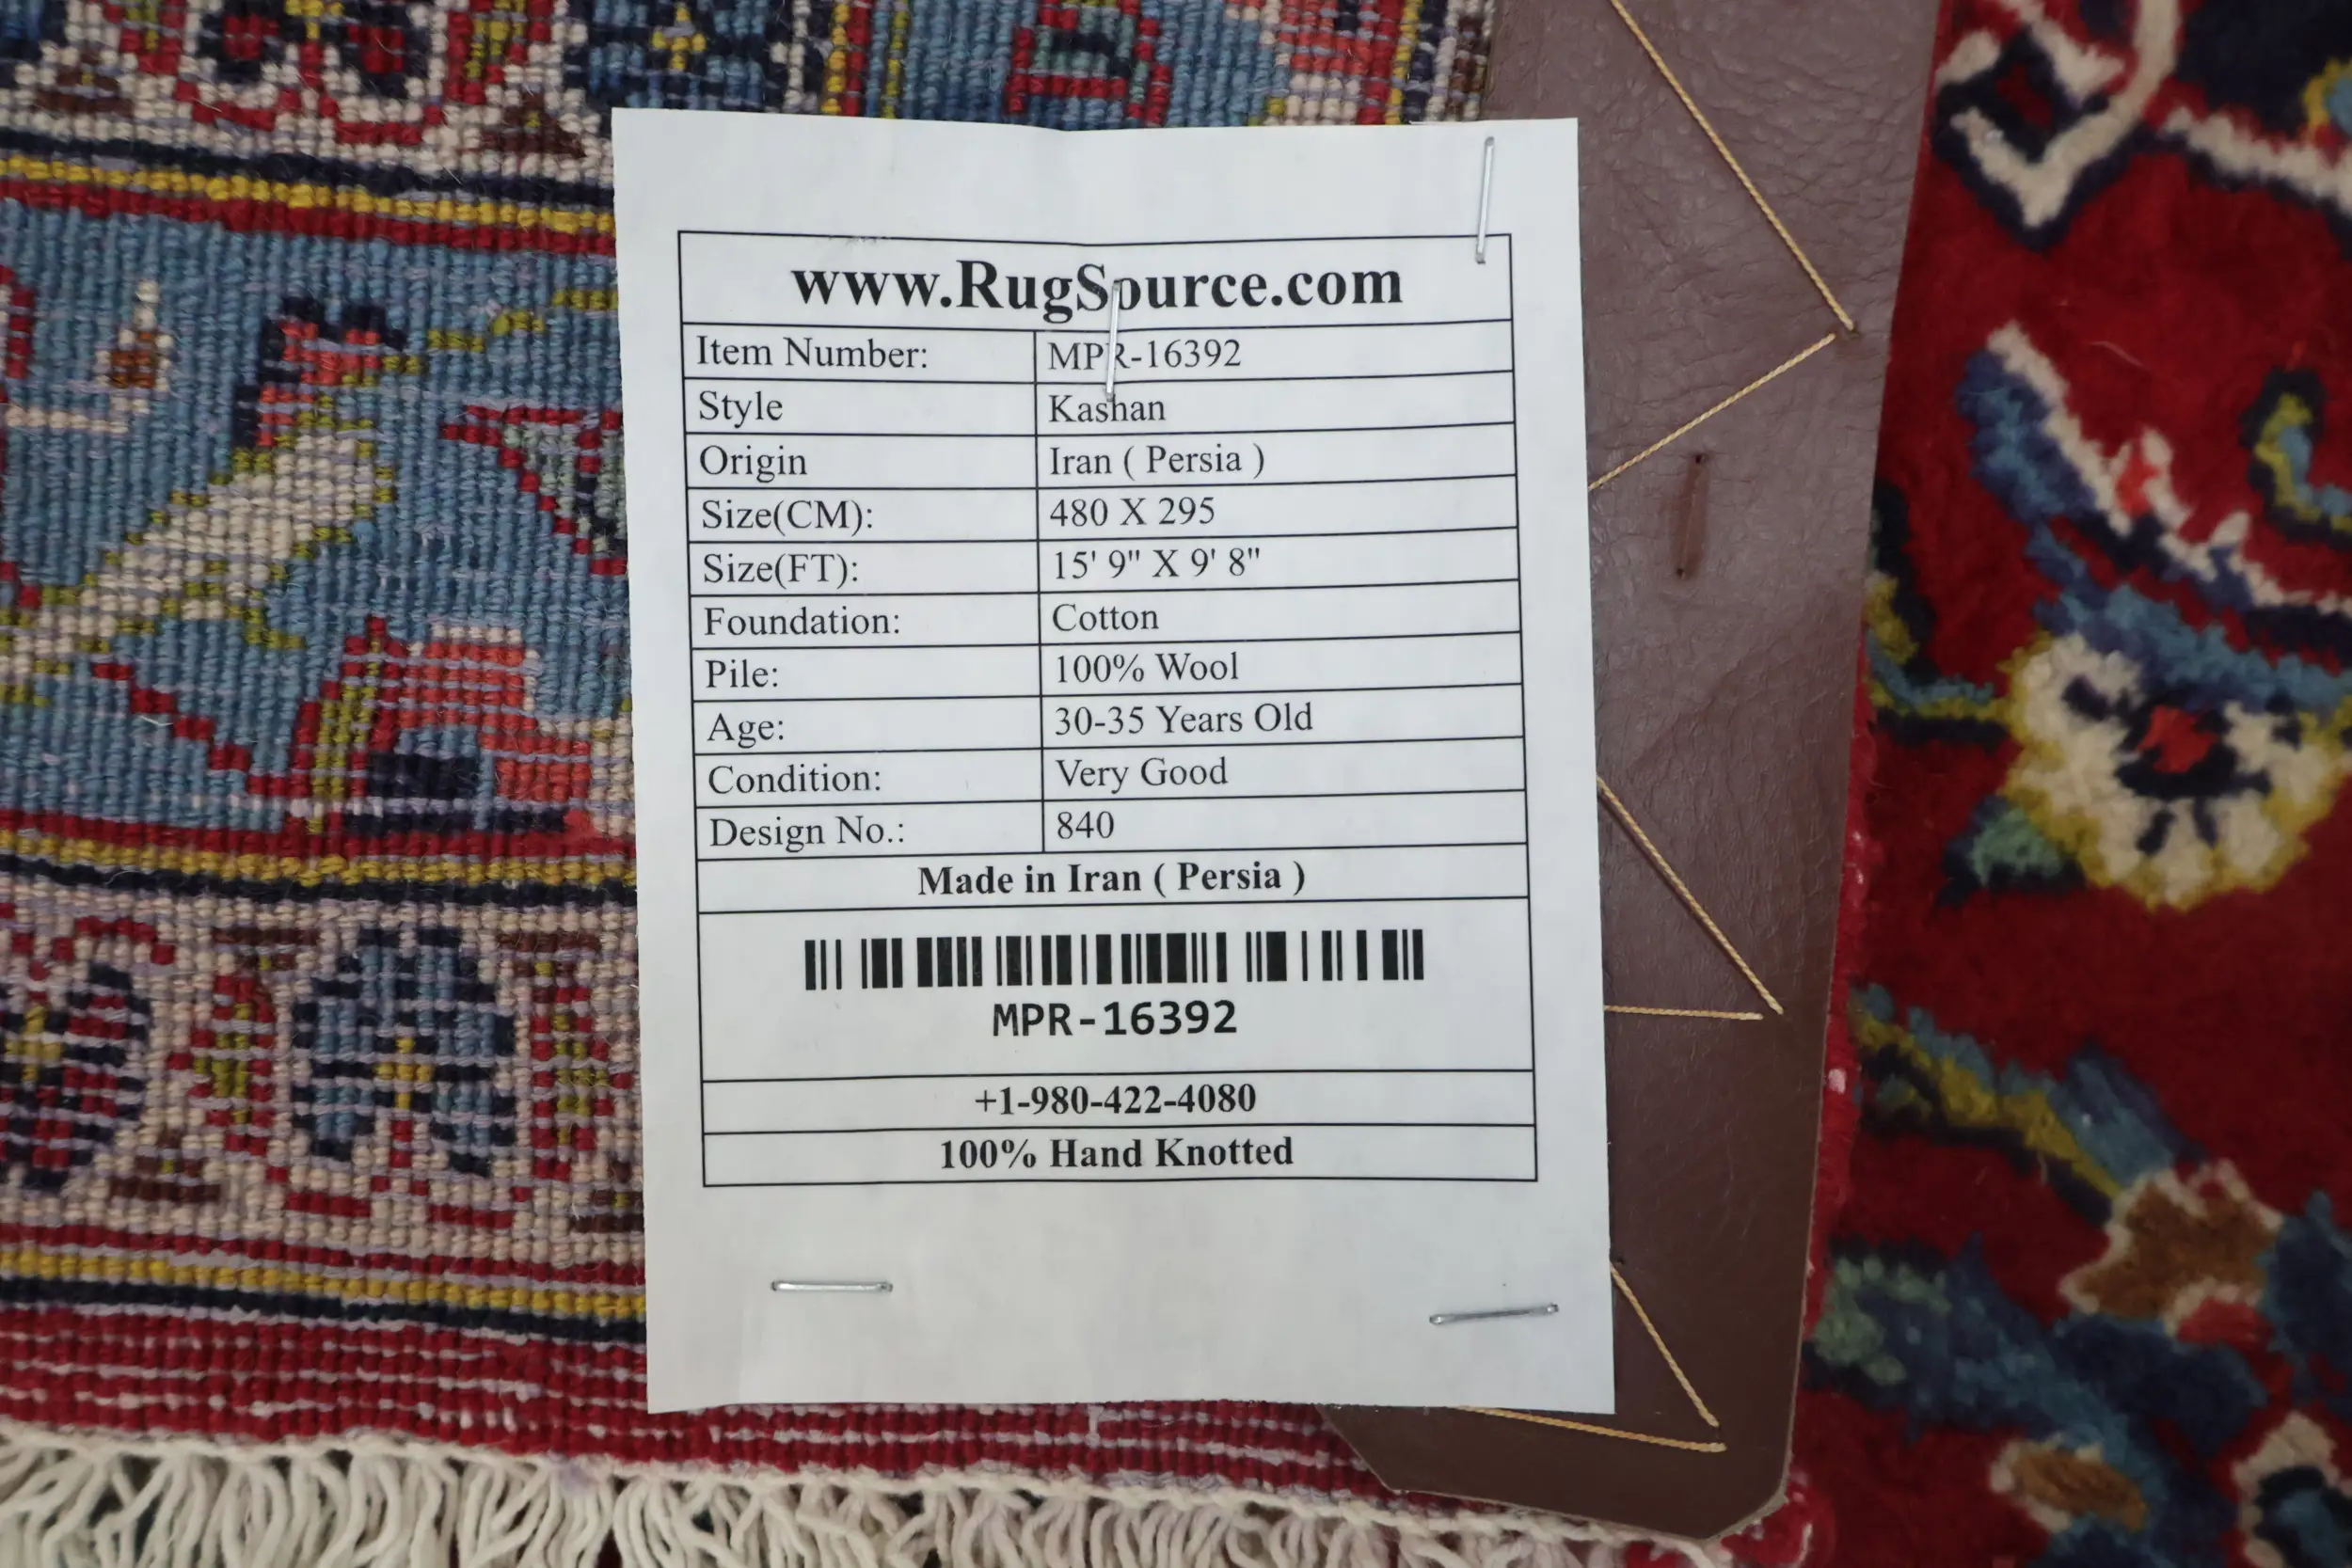 www.RugSource.com
Item Number: MPR-16392
Style Kashan
Origin Iran ( Persia )
Size(CM): 480 X 295
Size(FT): 15' 9" X 9' 8"
Foundation: Cotton
Pile: 100% Wool
Age: 30-35 Years Old
Condition: Very Good
Design No.: 840
Made in Iran ( Persia )
MPR-16392
+1-980-422-4080
100% Hand Knotted